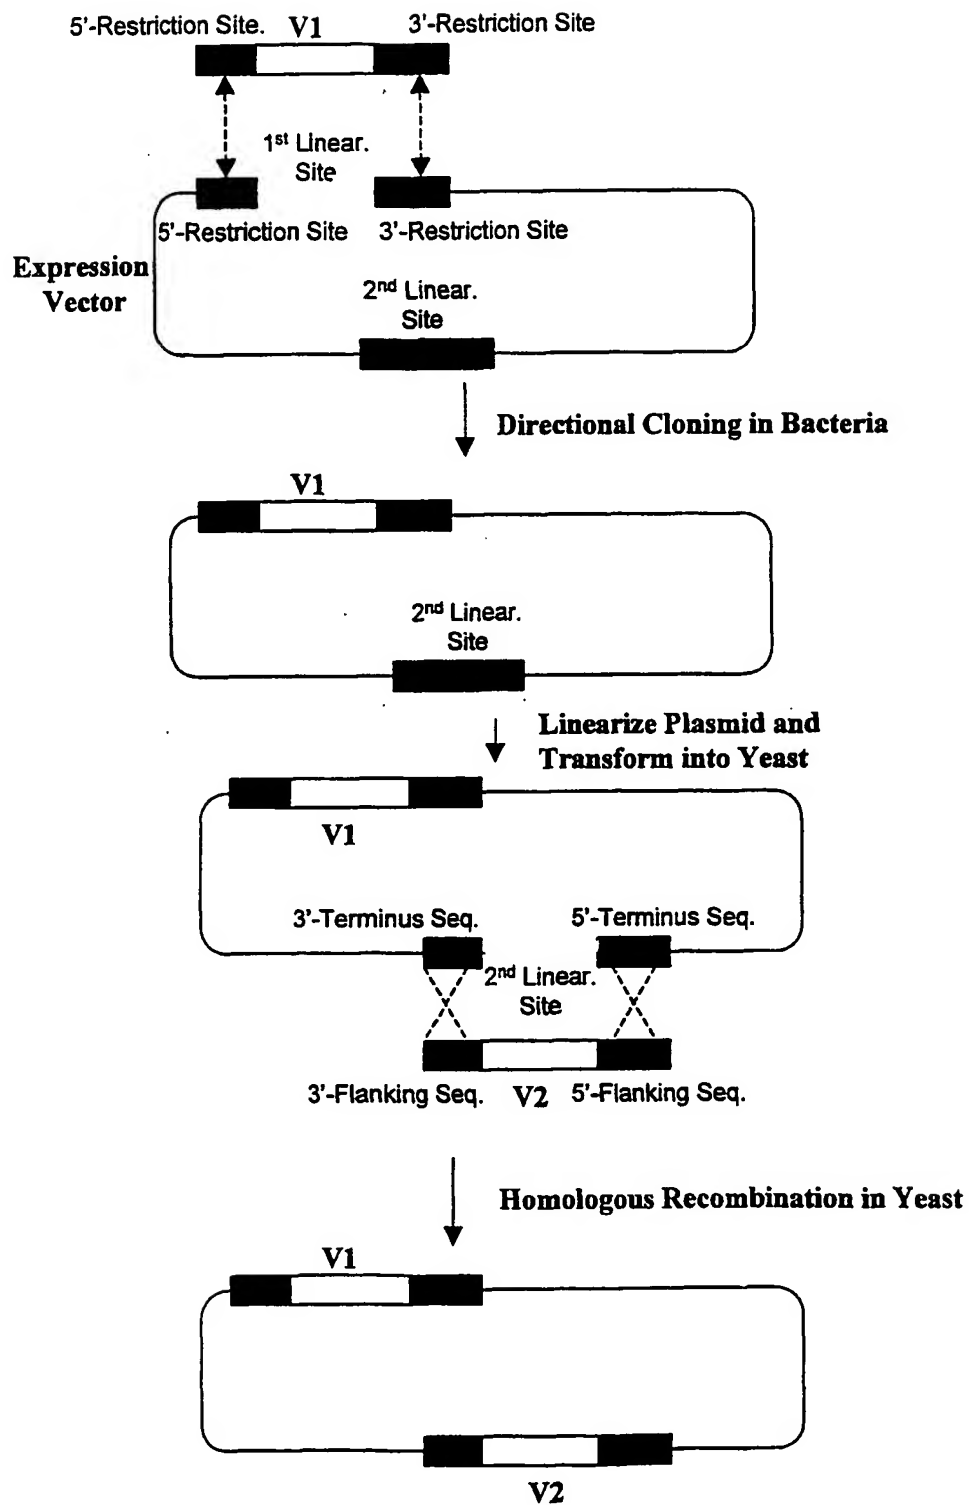 5'-Restriction Site.
V1
3'-Restriction Site
1st Linear.
Site
5'-Restriction Site
3'-Restriction Site
Expression
Vector
2nd Linear.
Site
Directional Cloning in Bacteria
V1
2nd Linear.
Site
Linearize Plasmid and
Transform into Yeast
V1
3'-Terminus Seq.
5'-Terminus Seq.
2nd Linear.
Site
3'-Flanking Seq.
V2
5'-Flanking Seq.
Homologous Recombination in Yeast
V1
V2